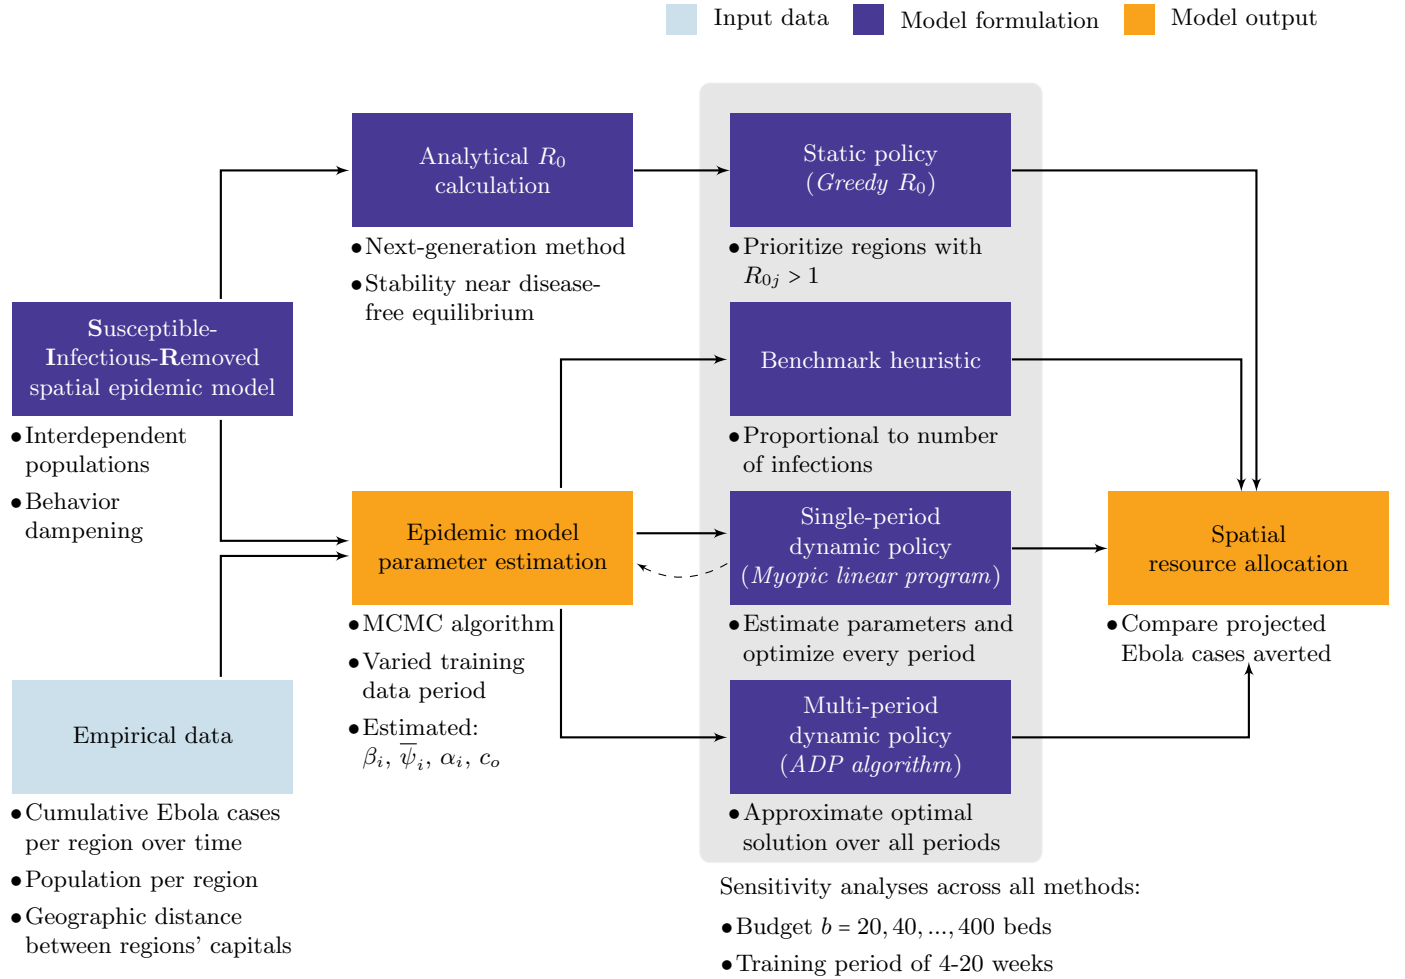 Input data
Model formulation
Model output
Analytical R₀
calculation
• Next-generation method
• Stability near disease-
free equilibrium
Static policy
(Greedy R₀)
• Prioritize regions with
R₀ⱼ > 1
Susceptible-
Infectious-Removed
spatial epidemic model
• Interdependent
populations
• Behavior
dampening
Benchmark heuristic
• Proportional to number
of infections
Epidemic model
parameter estimation
• MCMC algorithm
• Varied training
data period
• Estimated:
βᵢ, ψ̅ᵢ, αᵢ, cₒ
Single-period
dynamic policy
(Myopic linear program)
• Estimate parameters and
optimize every period
Spatial
resource allocation
• Compare projected
Ebola cases averted
Empirical data
• Cumulative Ebola cases
per region over time
• Population per region
• Geographic distance
between regions' capitals
Multi-period
dynamic policy
(ADP algorithm)
• Approximate optimal
solution over all periods
Sensitivity analyses across all methods:
• Budget b = 20, 40, ..., 400 beds
• Training period of 4-20 weeks